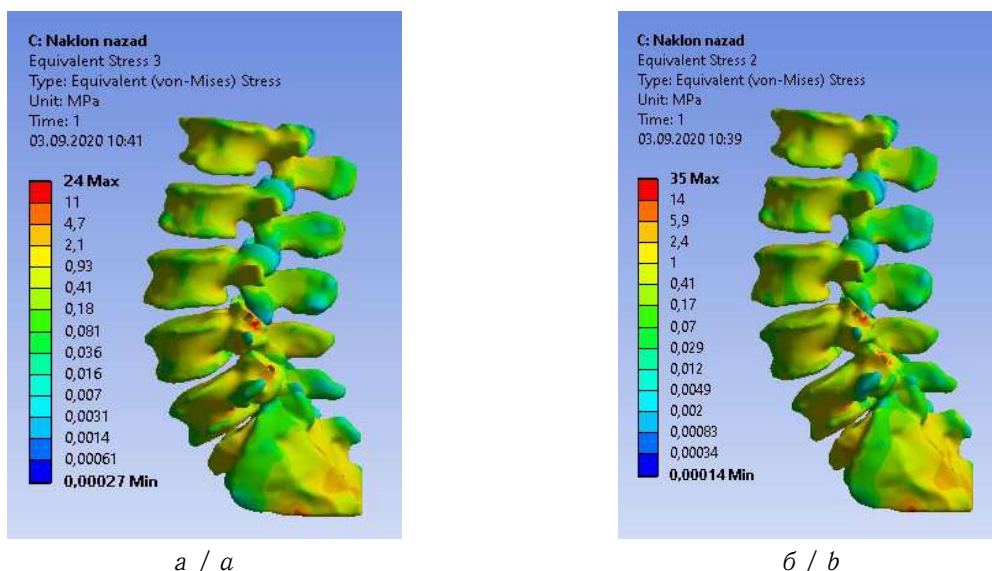 C: Naklon nazad
Equivalent Stress 3
Type: Equivalent (von-Mises) Stress
Unit: MPa
Time: 1
03.09.2020 10:41
24 Max
11
4,7
2,1
0,93
0,41
0,18
0,081
0,036
0,016
0,007
0,0031
0,0014
0,00061
0,00027 Min
а / a
C: Naklon nazad
Equivalent Stress 2
Type: Equivalent (von-Mises) Stress
Unit: MPa
Time: 1
03.09.2020 10:39
35 Max
14
5,9
2,4
1
0,41
0,17
0,07
0,029
0,012
0,0049
0,002
0,00083
0,00034
0,00014 Min
б / b